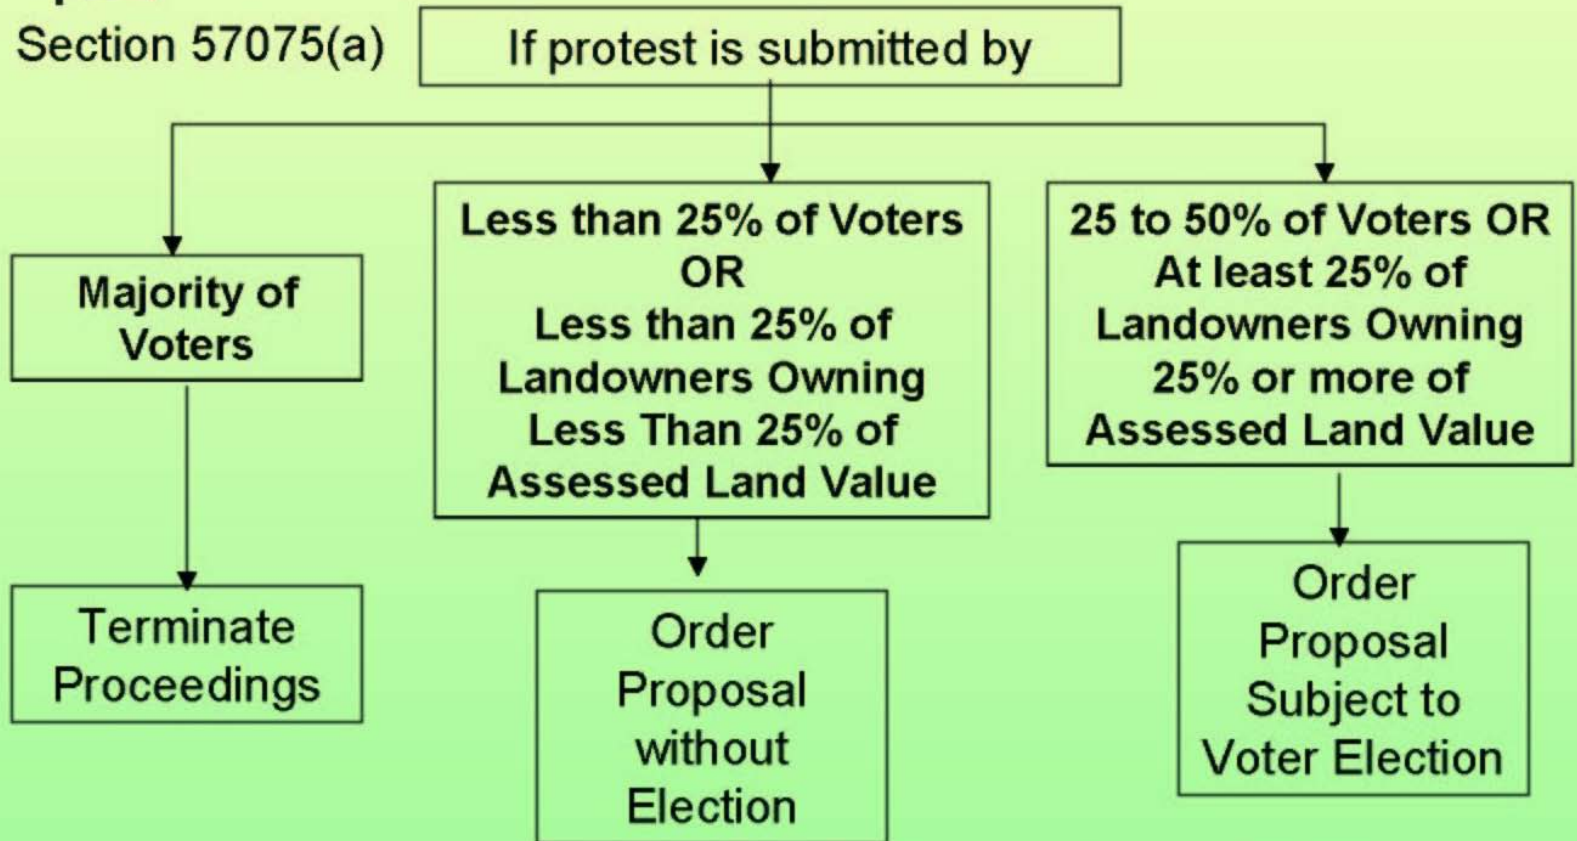 Section 57075(a)
If protest is submitted by
Majority of
Voters
Less than 25% of Voters
OR
Less than 25% of
Landowners Owning
Less Than 25% of
Assessed Land Value
25 to 50% of Voters OR
At least 25% of
Landowners Owning
25% or more of
Assessed Land Value
Terminate
Proceedings
Order
Proposal
without
Election
Order
Proposal
Subject to
Voter Election